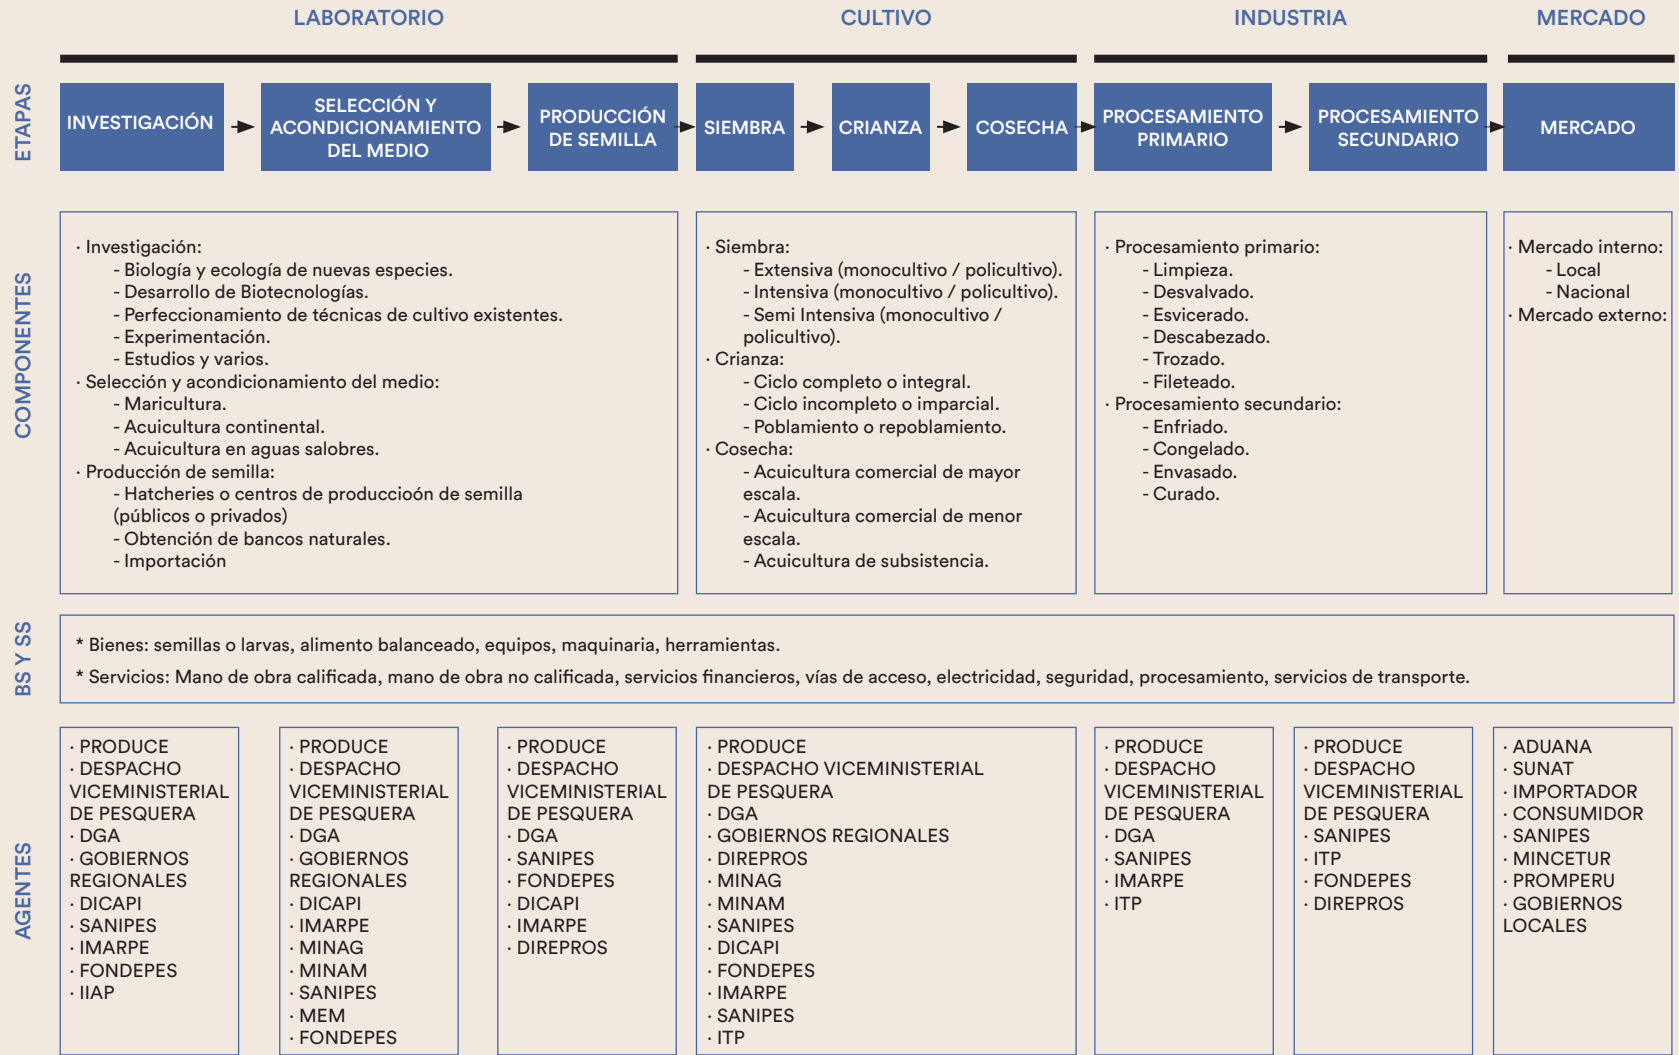 LABORATORIO
CULTIVO
INDUSTRIA
MERCADO
ETAPAS
INVESTIGACIÓN
SELECCIÓN Y
ACONDICIONAMIENTO
DEL MEDIO
PRODUCCIÓN
DE SEMILLA
SIEMBRA
CRIANZA
COSECHA
PROCESAMIENTO
PRIMARIO
PROCESAMIENTO
SECUNDARIO
MERCADO
COMPONENTES
· Investigación:
- Biología y ecología de nuevas especies.
- Desarrollo de Biotecnologías.
- Perfeccionamiento de técnicas de cultivo existentes.
- Experimentación.
- Estudios y varios.
· Selección y acondicionamiento del medio:
- Maricultura.
- Acuicultura continental.
- Acuicultura en aguas salobres.
· Producción de semilla:
- Hatcheries o centros de produccioón de semilla
(públicos o privados)
- Obtención de bancos naturales.
- Importación
· Siembra:
- Extensiva (monocultivo / policultivo).
- Intensiva (monocultivo / policultivo).
- Semi Intensiva (monocultivo /
policultivo).
· Crianza:
- Ciclo completo o integral.
- Ciclo incompleto o imparcial.
- Poblamiento o repoblamiento.
· Cosecha:
- Acuicultura comercial de mayor
escala.
- Acuicultura comercial de menor
escala.
- Acuicultura de subsistencia.
· Procesamiento primario:
- Limpieza.
- Desvalvado.
- Esvicerado.
- Descabezado.
- Trozado.
- Fileteado.
· Procesamiento secundario:
- Enfriado.
- Congelado.
- Envasado.
- Curado.
· Mercado interno:
- Local
- Nacional
· Mercado externo:
BS Y SS
* Bienes: semillas o larvas, alimento balanceado, equipos, maquinaria, herramientas.
* Servicios: Mano de obra calificada, mano de obra no calificada, servicios financieros, vías de acceso, electricidad, seguridad, procesamiento, servicios de transporte.
AGENTES
· PRODUCE
· DESPACHO
VICEMINISTERIAL
DE PESQUERA
· DGA
· GOBIERNOS
REGIONALES
· DICAPI
· SANIPES
· IMARPE
· FONDEPES
· IIAP
· PRODUCE
· DESPACHO
VICEMINISTERIAL
DE PESQUERA
· DGA
· GOBIERNOS
REGIONALES
· DICAPI
· IMARPE
· MINAG
· MINAM
· SANIPES
· MEM
· FONDEPES
· PRODUCE
· DESPACHO
VICEMINISTERIAL
DE PESQUERA
· DGA
· SANIPES
· FONDEPES
· DICAPI
· IMARPE
· DIREPROS
· PRODUCE
· DESPACHO VICEMINISTERIAL
DE PESQUERA
· DGA
· GOBIERNOS REGIONALES
· DIREPROS
· MINAG
· MINAM
· SANIPES
· DICAPI
· FONDEPES
· IMARPE
· SANIPES
· ITP
· PRODUCE
· DESPACHO
VICEMINISTERIAL
DE PESQUERA
· DGA
· SANIPES
· IMARPE
· ITP
· PRODUCE
· DESPACHO
VICEMINISTERIAL
DE PESQUERA
· SANIPES
· ITP
· FONDEPES
· DIREPROS
· ADUANA
· SUNAT
· IMPORTADOR
· CONSUMIDOR
· SANIPES
· MINCETUR
· PROMPERU
· GOBIERNOS
LOCALES